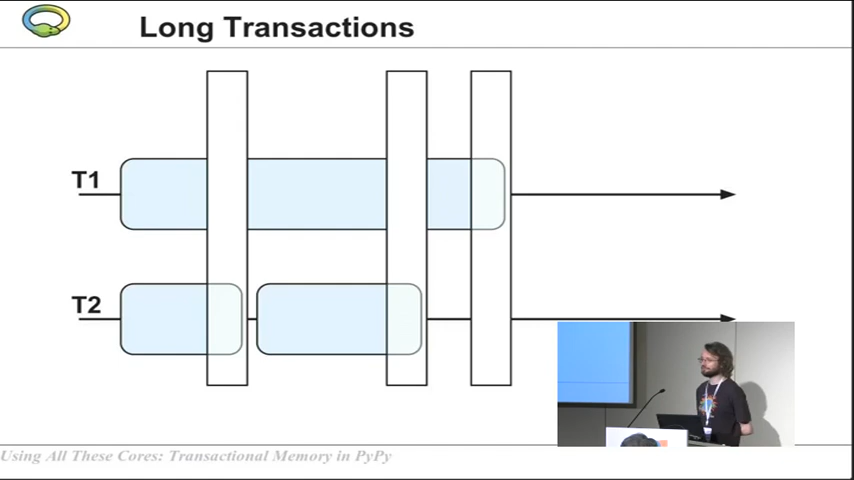 Long Transactions
T1
T2
Using All These Cores: Transactional Memory in PyPy